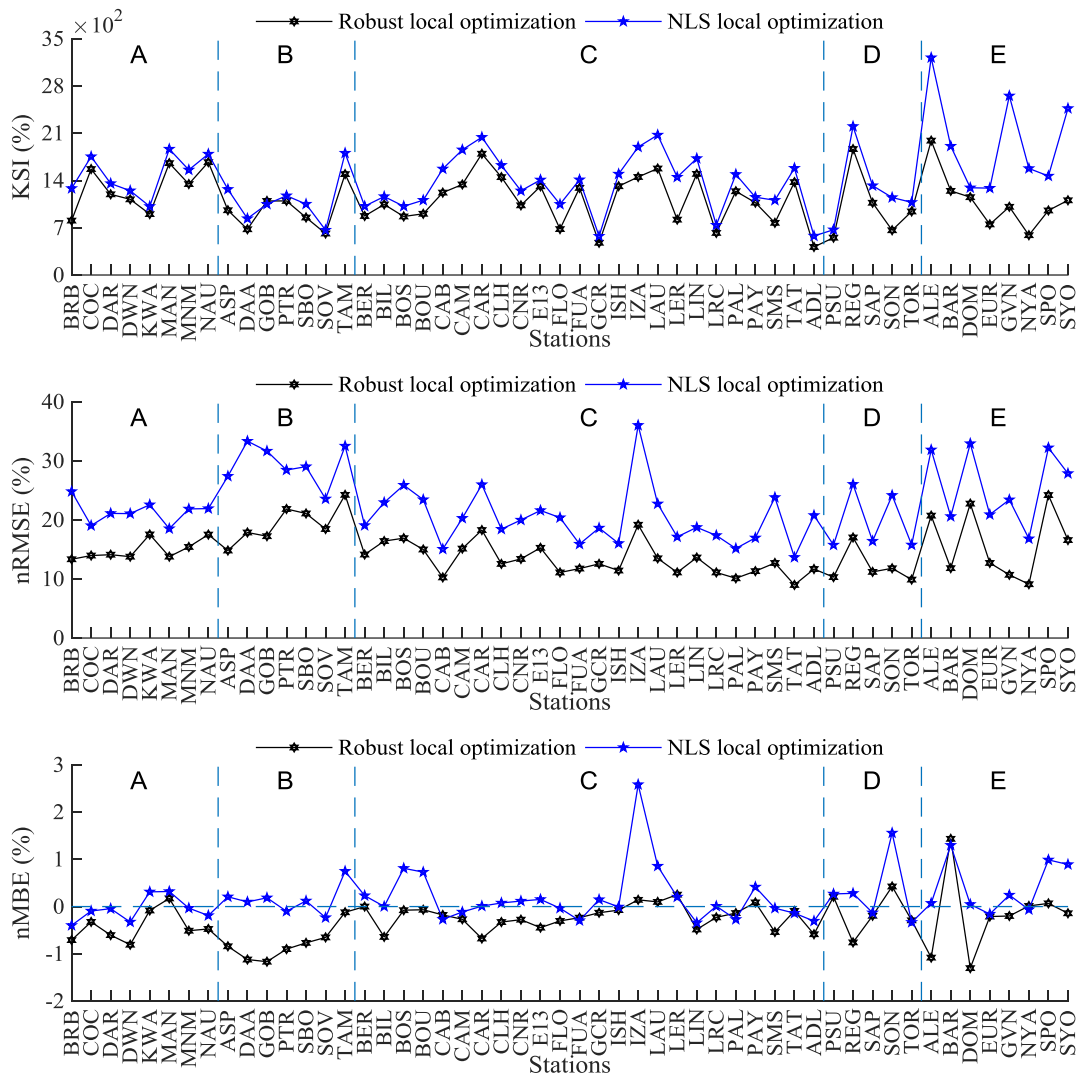 ×10²
Robust local optimization NLS local optimization
35
28
21
14
7
0
KSI (%)
A B C D E
BRB COC DAR DWN KWA MAN MNM NAU ASP DAA GOB PTR SBO SOV TAM BER BIL BOS BOU CAB CAM CAR CLH CNR E13 FLO FUA GCR ISH IZA LAU LER LIN LRC PAL PAY SMS TAT ADL PSU REG SAP SON TOR ALE BAR DOM EUR GVN NYA SPO SYO
Stations
Robust local optimization NLS local optimization
40
30
20
10
0
nRMSE (%)
A B C D E
BRB COC DAR DWN KWA MAN MNM NAU ASP DAA GOB PTR SBO SOV TAM BER BIL BOS BOU CAB CAM CAR CLH CNR E13 FLO FUA GCR ISH IZA LAU LER LIN LRC PAL PAY SMS TAT ADL PSU REG SAP SON TOR ALE BAR DOM EUR GVN NYA SPO SYO
Stations
Robust local optimization NLS local optimization
3
2
1
0
-1
-2
nMBE (%)
A B C D E
BRB COC DAR DWN KWA MAN MNM NAU ASP DAA GOB PTR SBO SOV TAM BER BIL BOS BOU CAB CAM CAR CLH CNR E13 FLO FUA GCR ISH IZA LAU LER LIN LRC PAL PAY SMS TAT ADL PSU REG SAP SON TOR ALE BAR DOM EUR GVN NYA SPO SYO
Stations